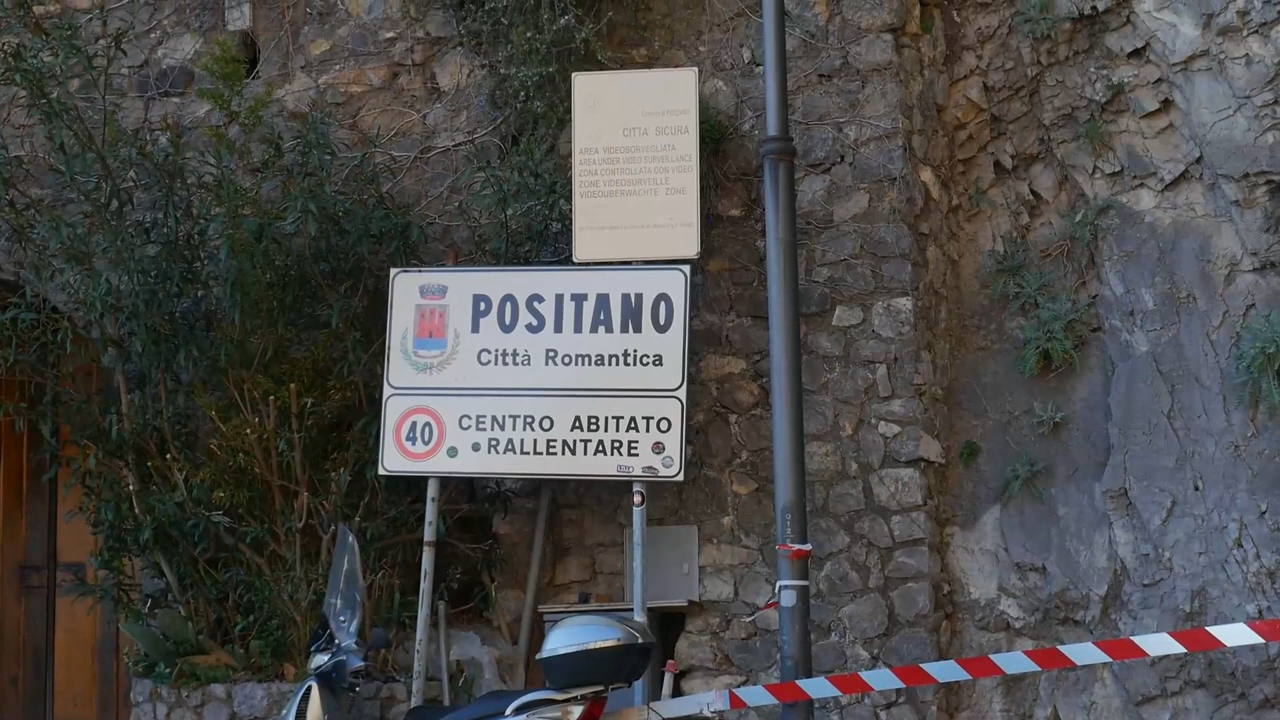 CITTA' SICURA
AREA VIDEOSORVEGLIATA
AREA UNDER VIDEO SURVEILLANCE
ZONA CONTROLLATA CON VIDEO
ZONE VIDEOSURVEILLE
VIDEOUBERWACHTE ZONE
POSITANO
Città Romantica
40
CENTRO ABITATO
RALLENTARE